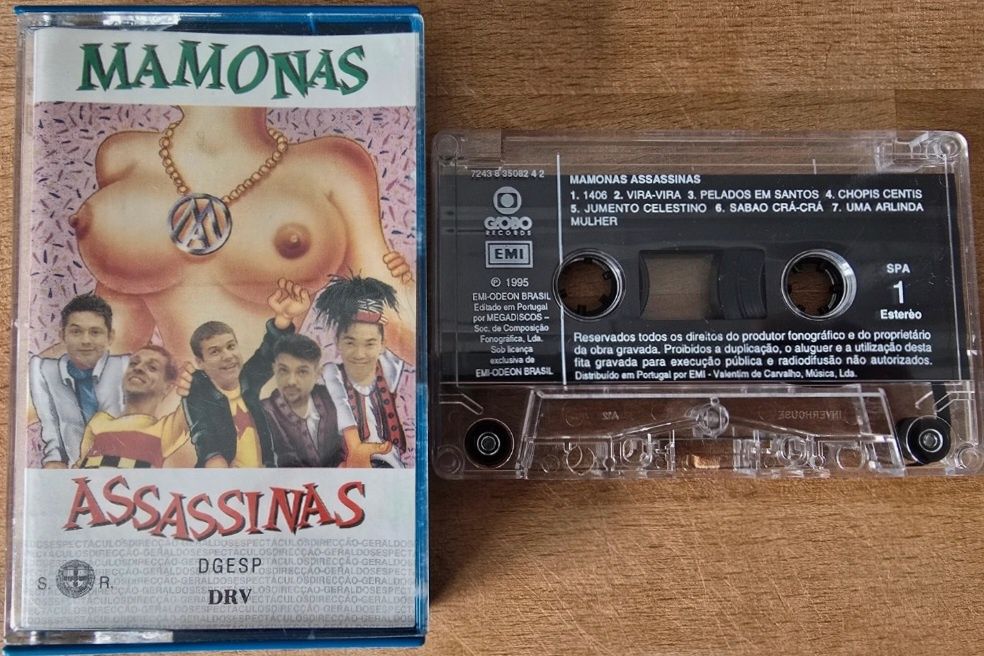 MAMONAS
MA
ASSASSINAS
S. R.
DGESP
DRV
7243 8 35082 4 2
GLOBO
RECORDS
EMI
℗ 1995
EMI-ODEON BRASIL
Editado em Portugal
por MEGADISCOS –
Soc. de Composição
Fonográfica, Lda.
Sob licença
exclusiva de
EMI-ODEON BRASIL
MAMONAS ASSASSINAS
1. 1406 2. VIRA-VIRA 3. PELADOS EM SANTOS 4. CHOPIS CENTIS
5. JUMENTO CELESTINO 6. SABAO CRÁ-CRÁ 7. UMA ARLINDA
MULHER
SPA
1
Esterèo
Reservados todos os direitos do produtor fonográfico e do proprietário
da obra gravada. Proibidos a duplicação, o aluguer e a utilização desta
fita gravada para execução pública e radiodifusão não autorizados.
Distribuído em Portugal por EMI - Valentim de Carvalho, Música, Lda.
INVERHOUSE